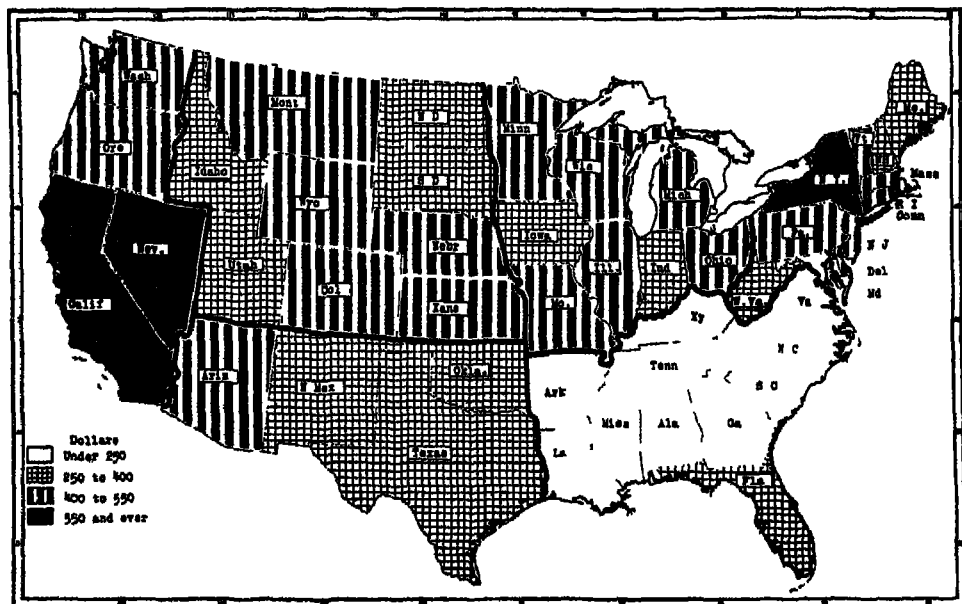 Wash
Mont
N D
Minn
Me.
Ore
Idaho
Wis
Vt
N H
Mass
S D
Wyo
Mich
N.Y.
R I
Conn
Nebr
Iowa
Nev.
Utah
Ill
Ind
Ohio
Pa.
N J
Col
Del
Calif
Kans
Mo.
W.Va
Md
Va
Ky
N C
Ariz
N Mex
Okla.
Tenn
Ark
S C
Miss
Ala
Ga
Texas
La
Fla
Dollars
Under 250
250 to 400
400 to 550
550 and over